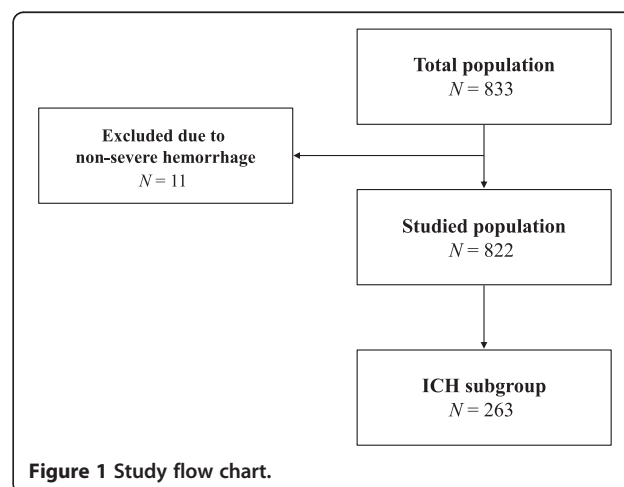 Total population
N = 833
Excluded due to
non-severe hemorrhage
N = 11
Studied population
N = 822
ICH subgroup
N = 263
Figure 1 Study flow chart.